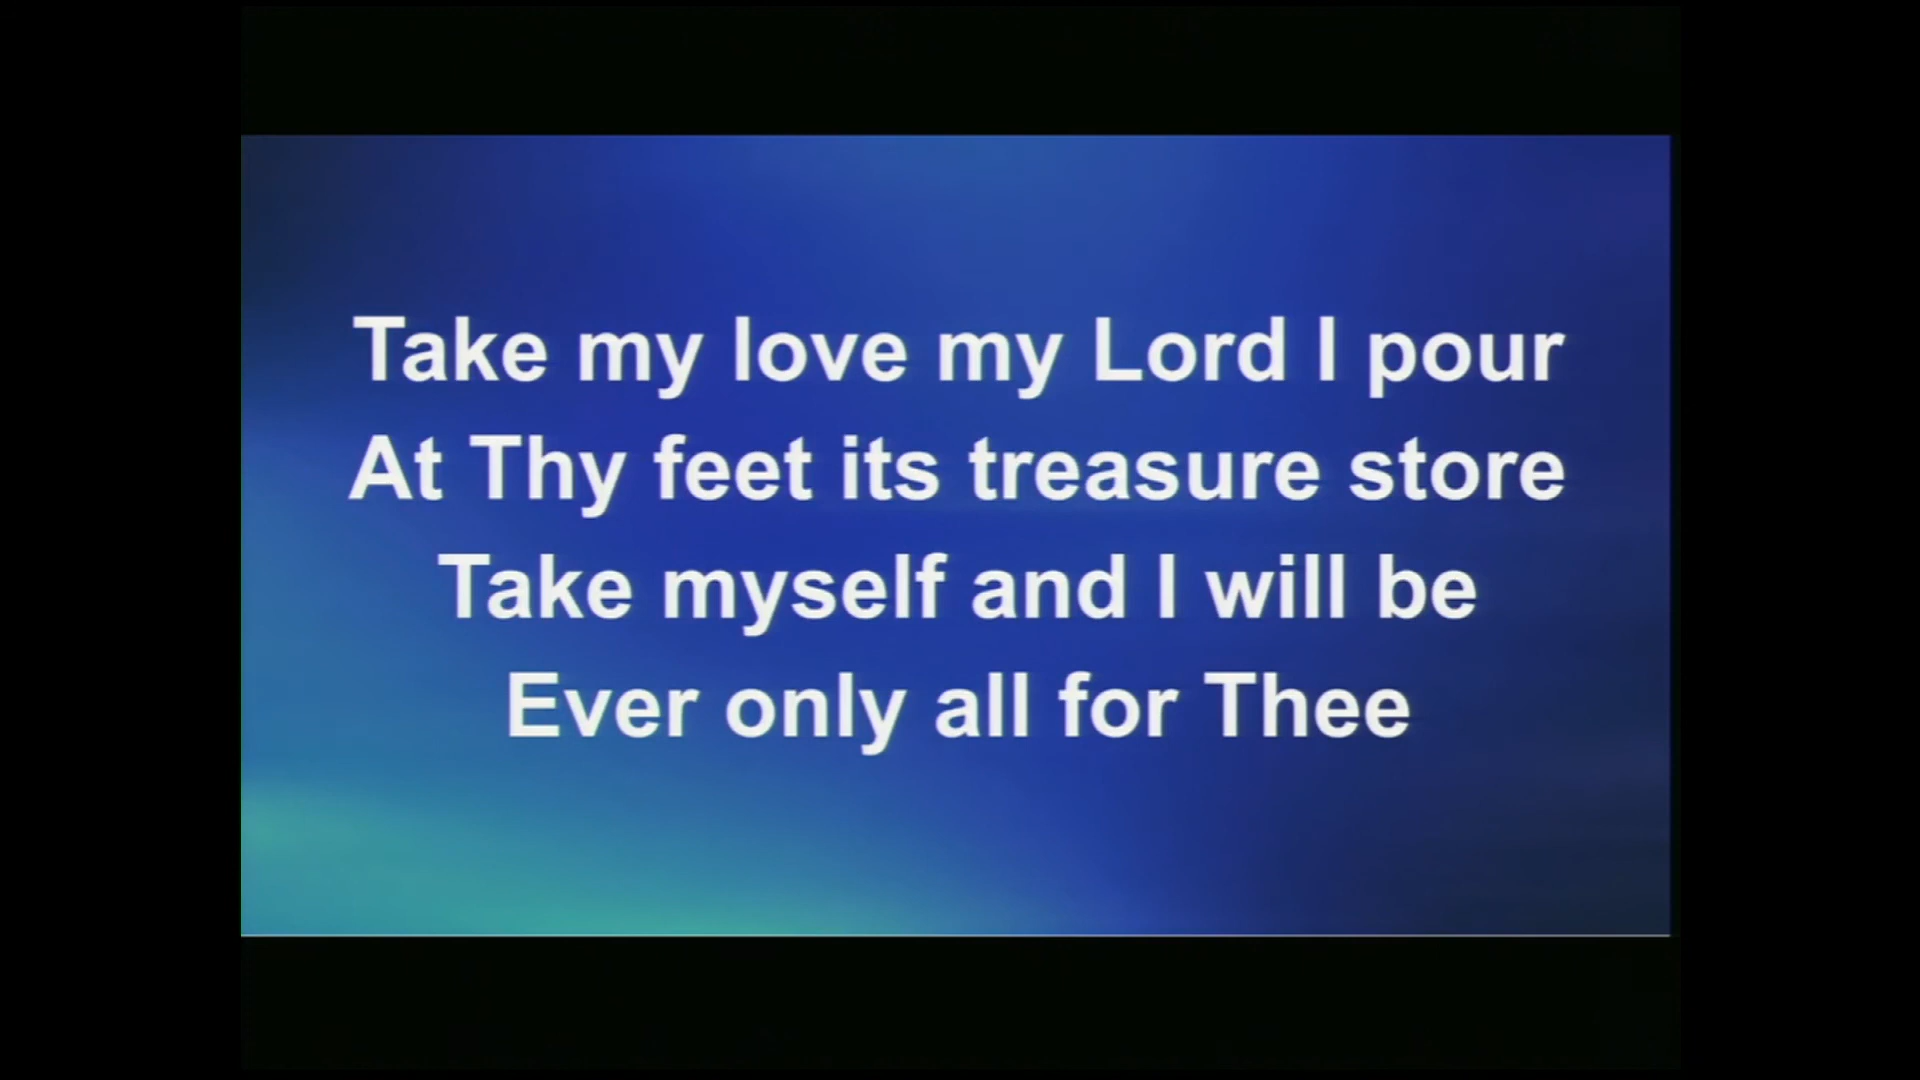 Take my love my Lord I pour
At Thy feet its treasure store
Take myself and I will be
Ever only all for Thee